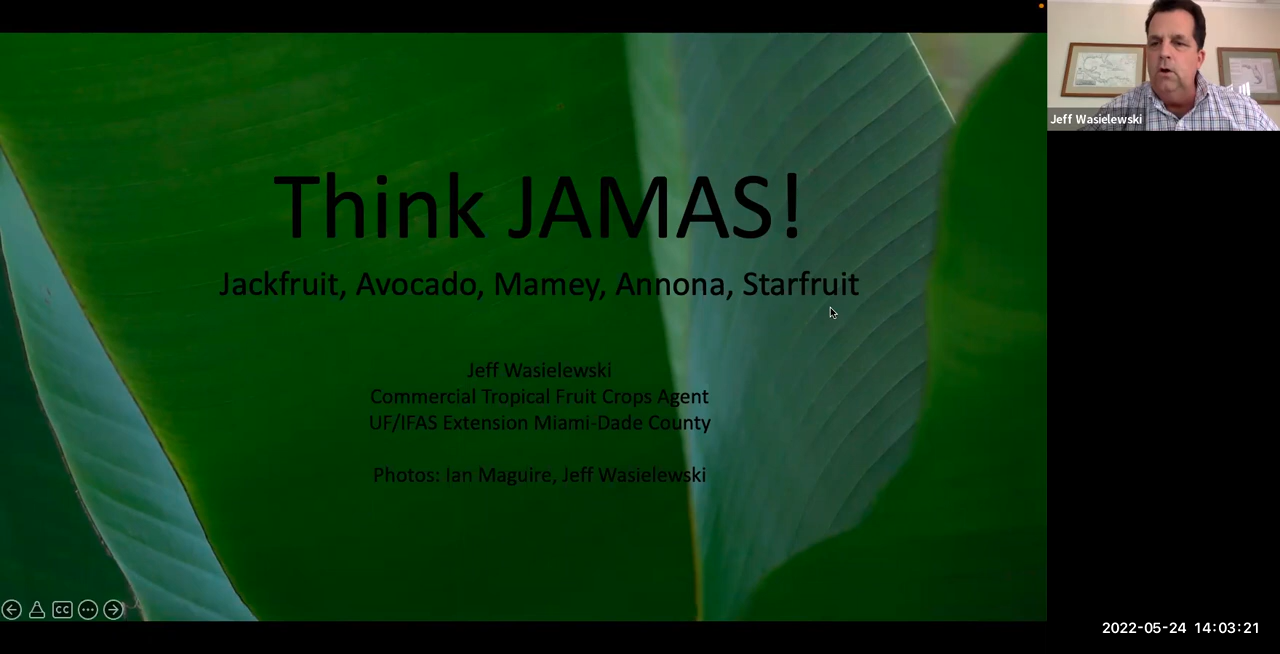 Think JAMAS!
Jackfruit, Avocado, Mamey, Annona, Starfruit
Jeff Wasielewski
Commercial Tropical Fruit Crops Agent
UF/IFAS Extension Miami-Dade County
Photos: Ian Maguire, Jeff Wasielewski
CC
Jeff Wasielewski
2022-05-24 14:03:21